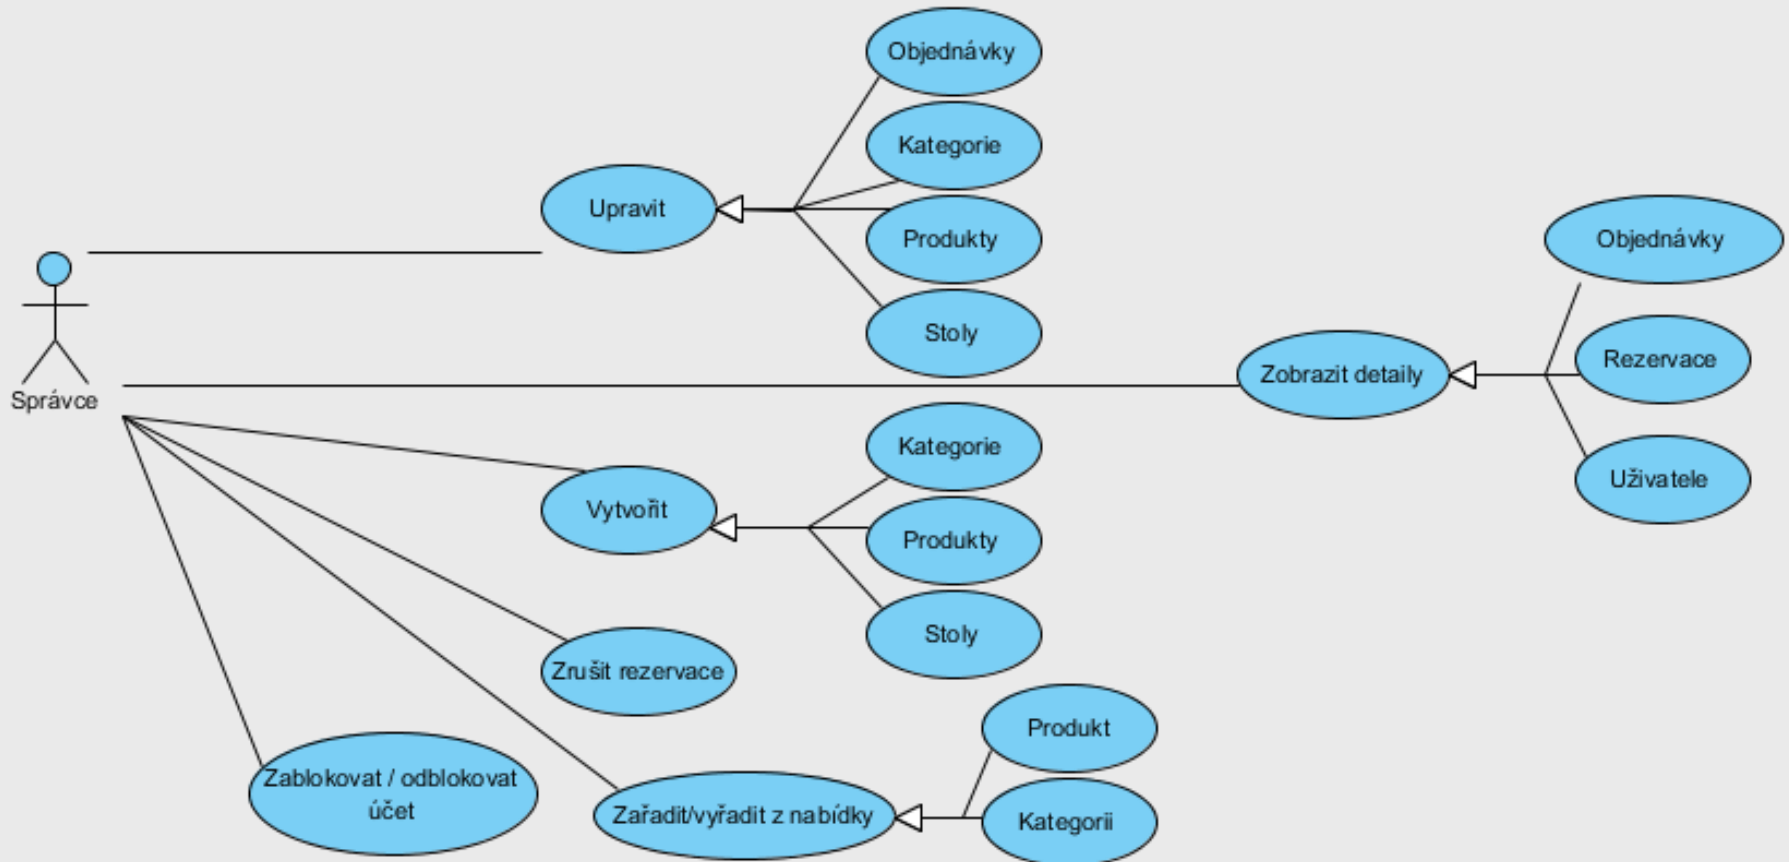 Objednávky
Kategorie
Upravit
Produkty
Stoly
Objednávky
Zobrazit detaily
Rezervace
Uživatele
Správce
Kategorie
Vytvořit
Produkty
Stoly
Zrušit rezervace
Produkt
Zablokovat / odblokovat
účet
Zařadit/vyřadit z nabídky
Kategorii